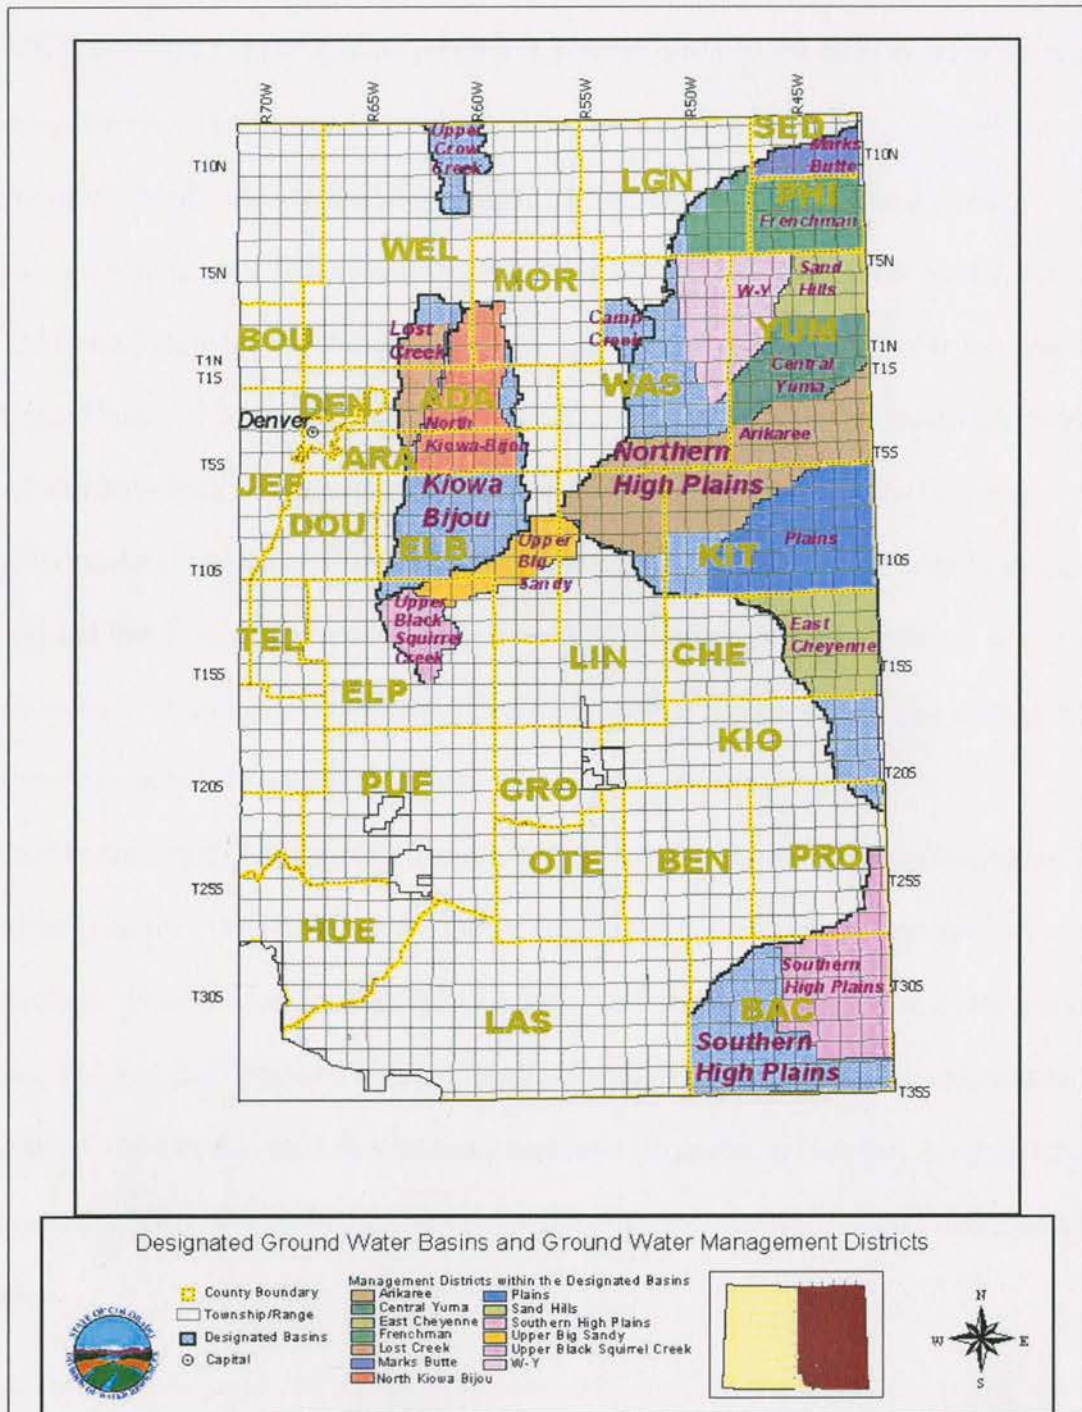 R70W
R65W
R60W
R55W
R50W
R45W
Upper
Crow
Creek
SED
Marks
Butte
T10N
T10N
LGN
PHI
Frenchman
WEL
T5N
MOR
T5N
Sand
Hills
W-Y
Lost
Creek
Camp
Creek
YUM
BOU
T1N
T1S
T1N
T1S
Central
Yuma
WAS
DEN
ADA
Denver
North
Kiowa-Bijou
Arikaree
ARA
T5S
Northern
High Plains
T5S
JEF
Kiowa
Bijou
DOU
Plains
ELB
Upper
Big
Sandy
KIT
T10S
T10S
Upper
Black
Squirrel
Creek
East
Cheyenne
TEL
LIN
CHE
T15S
T15S
ELP
KIO
T20S
T20S
PUE
CRO
OTE
BEN
PRO
T25S
T25S
HUE
Southern
High Plains
T30S
T30S
LAS
BAC
Southern
High Plains
T35S
Designated Ground Water Basins and Ground Water Management Districts
County Boundary
Township/Range
Designated Basins
Capital
Management Districts within the Designated Basins
Arikaree
Central Yuma
East Cheyenne
Frenchman
Lost Creek
Marks Butte
North Kiowa Bijou
Plains
Sand Hills
Southern High Plains
Upper Big Sandy
Upper Black Squirrel Creek
W-Y
STATE OF COLORADO
DIVISION OF WATER RESOURCES
N
W E
S